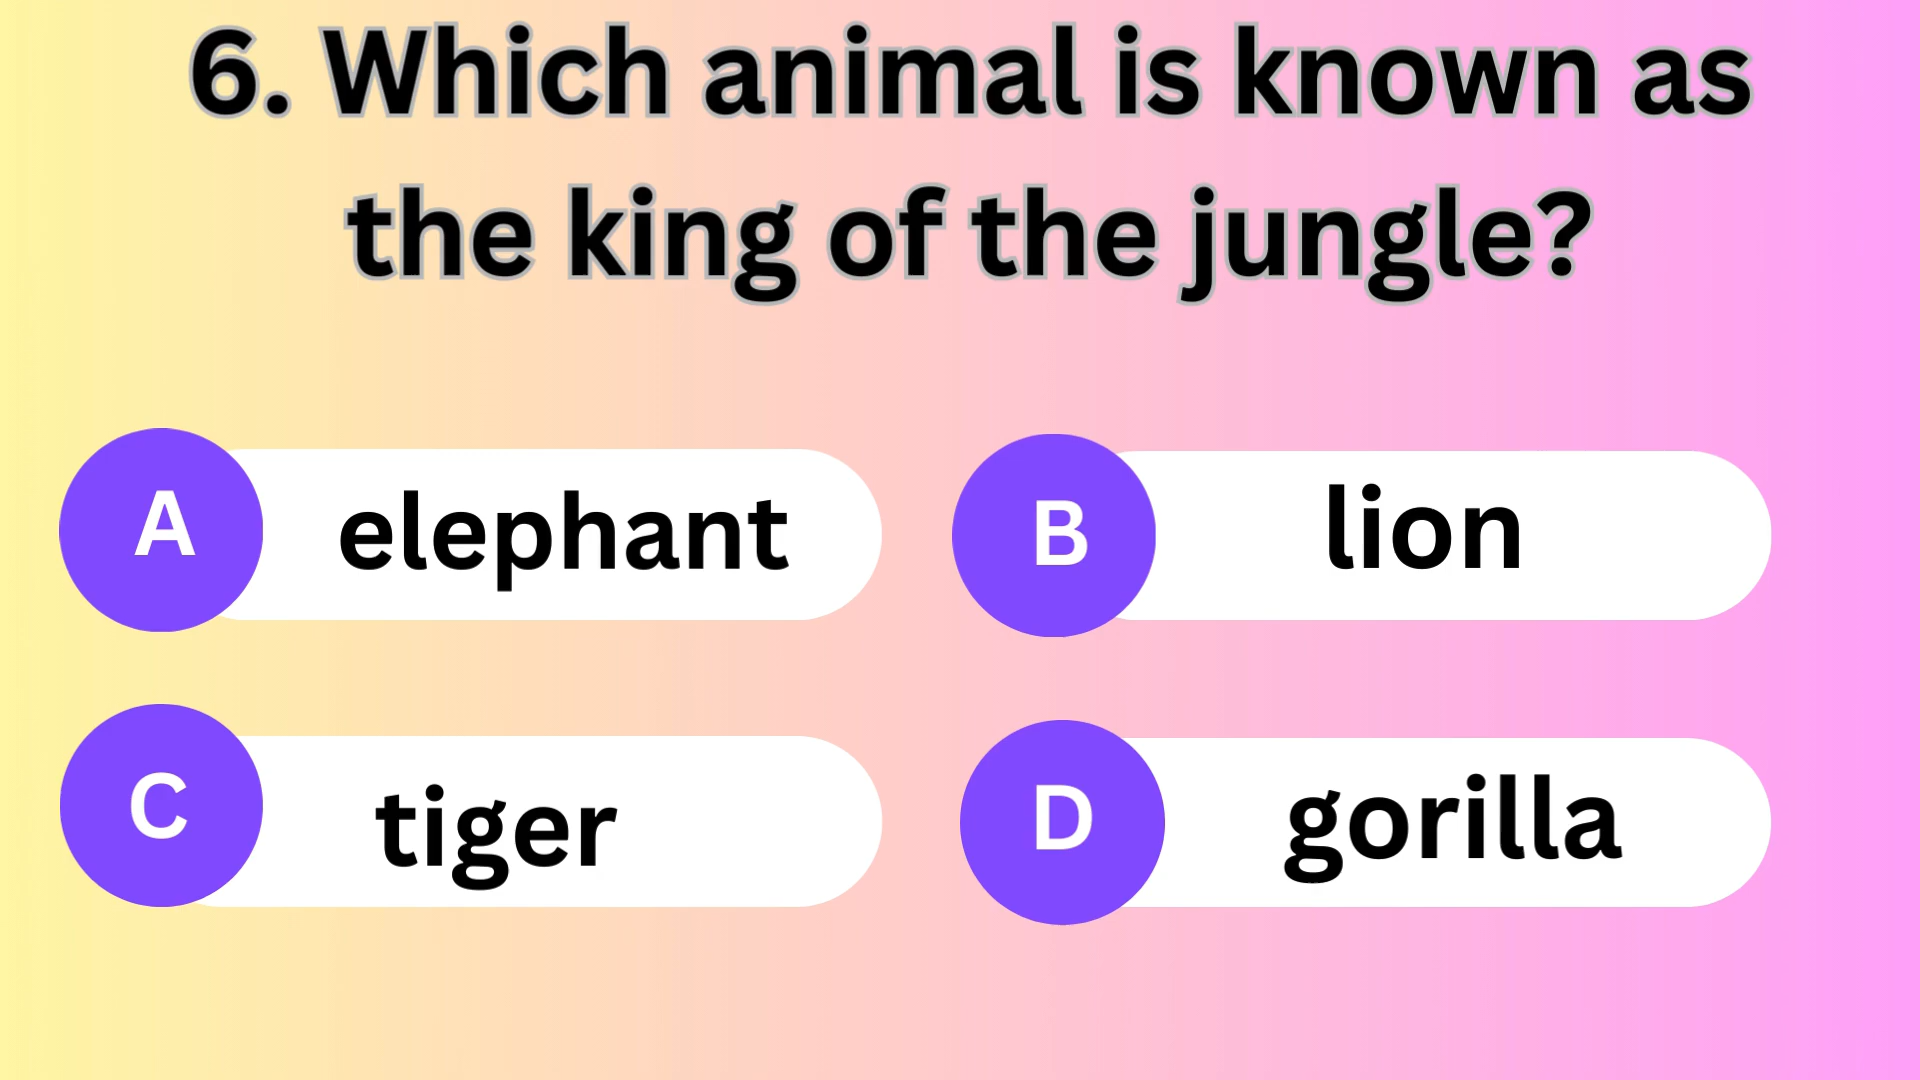 6. Which animal is known as
the king of the jungle?
A elephant
B lion
C tiger
D gorilla